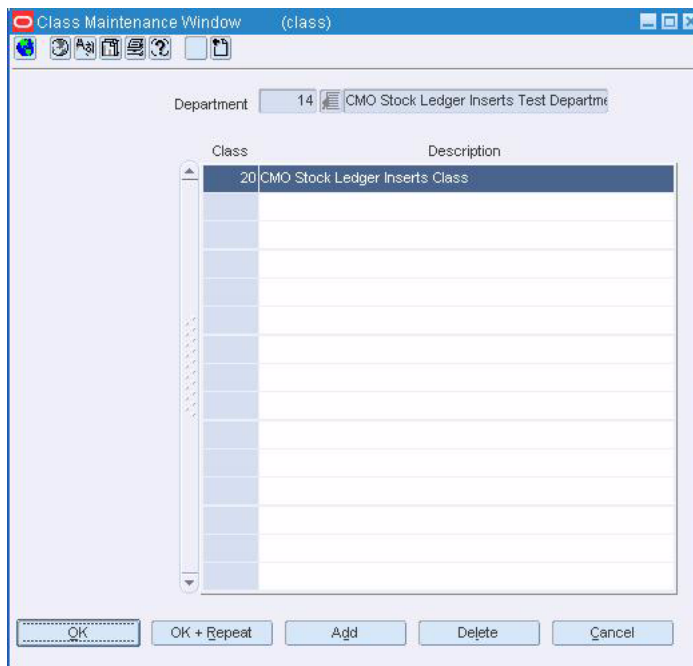 Class Maintenance Window (class)
Department 14 CMO Stock Ledger Inserts Test Departme
Class Description
20 CMO Stock Ledger Inserts Class
OK OK + Repeat Add Delete Cancel